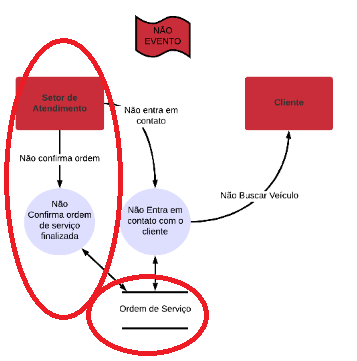 NÃO
EVENTO
Setor de
Atendimento
Cliente
Não entra em
contato
Não confirma ordem
Não Buscar Veículo
Não
Confirma ordem
de serviço
finalizada
Não Entra em
contato com o
cliente
Ordem de Serviço